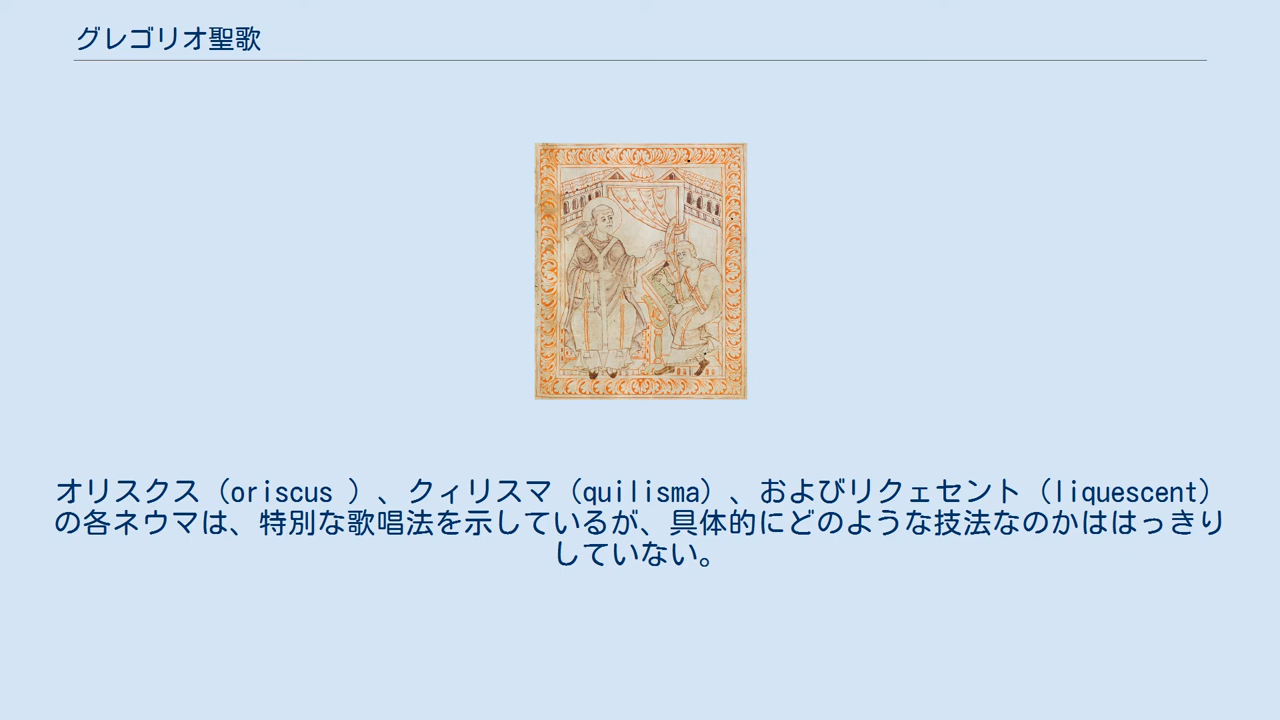 グレゴリオ聖歌
オリスクス（oriscus ）、クィリスマ（quilisma）、およびリクェセント（liquescent）
の各ネウマは、特別な歌唱法を示しているが、具体的にどのような技法なのかははっきり
していない。